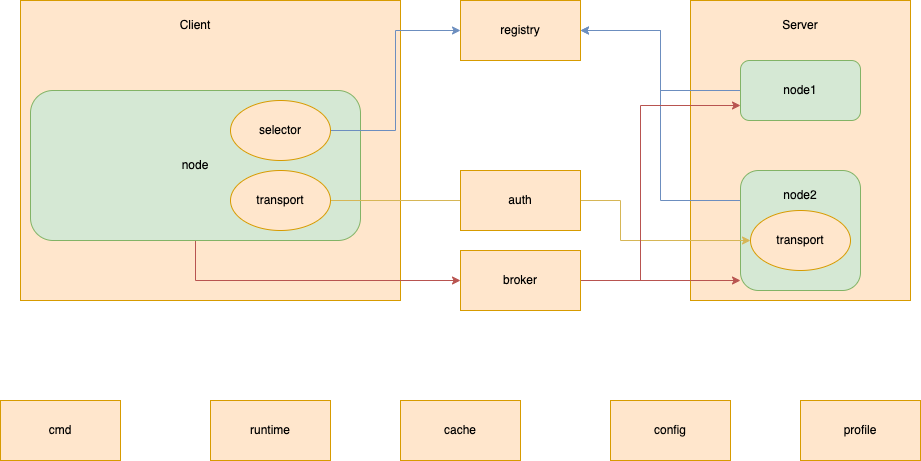 Client
registry
Server
node1
selector
node
transport
auth
node2
transport
broker
cmd
runtime
cache
config
profile